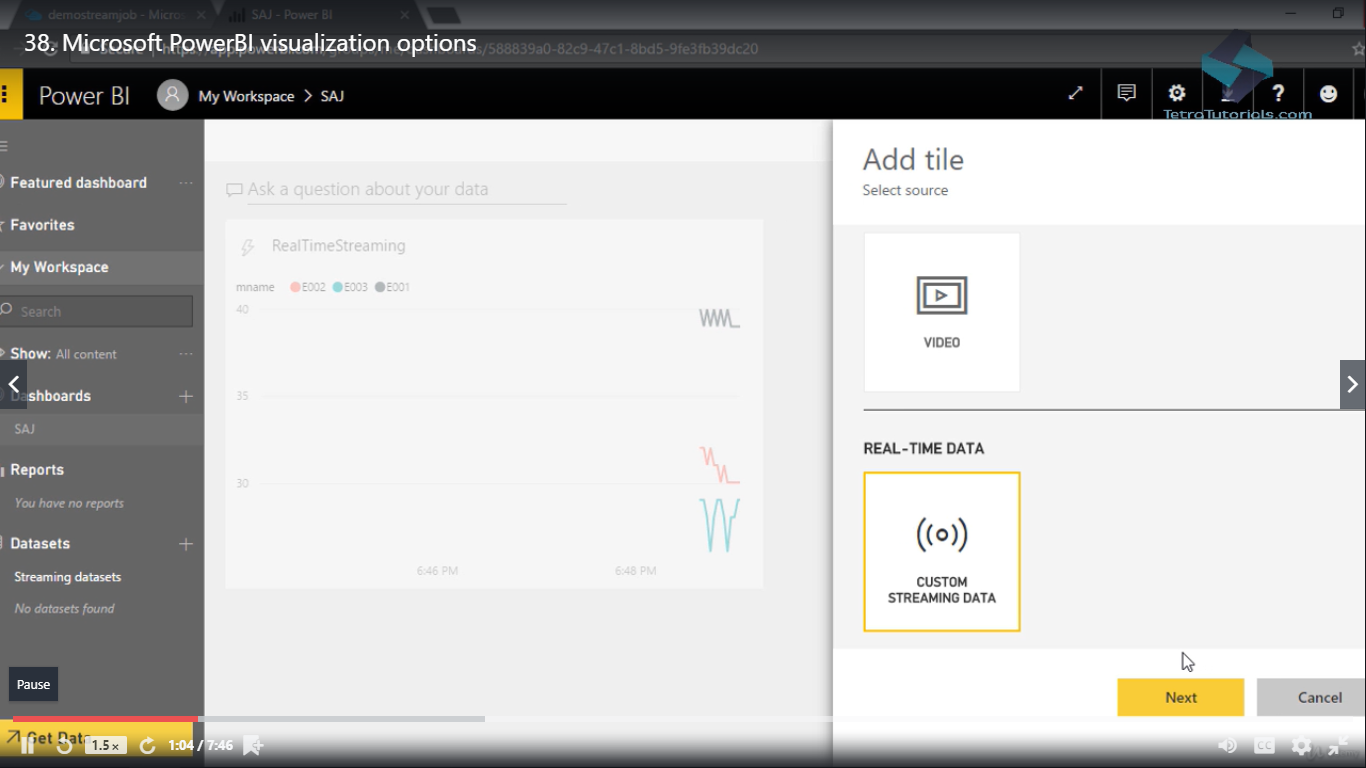 demostreamjob - Micros
SAJ - Power BI
38. Microsoft PowerBI visualization options
Secure
588839a0-82c9-47c1-8bd5-9fe3fb39dc20
Power BI
My Workspace > SAJ
?
TetraTutorials.com
Featured dashboard
Favorites
My Workspace
Search
Show: All content
Dashboards
SAJ
Reports
You have no reports
Datasets
Streaming datasets
No datasets found
Pause
Get Data
Ask a question about your data
RealTimeStreaming
mname E002 E003 E001
40
35
30
6:46 PM 6:48 PM
Add tile
Select source
VIDEO
REAL-TIME DATA
CUSTOM
STREAMING DATA
Next Cancel
1.5× 1:04 / 7:46
CC